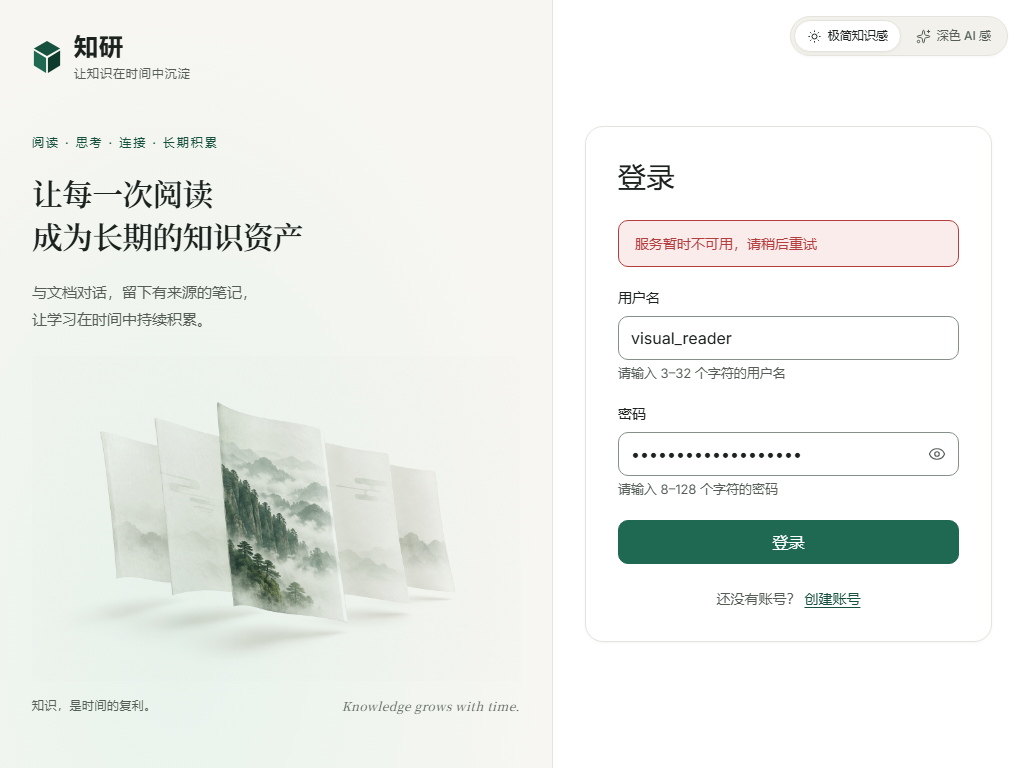 知研
让知识在时间中沉淀
阅读 · 思考 · 连接 · 长期积累
让每一次阅读
成为长期的知识资产
与文档对话，留下有来源的笔记，
让学习在时间中持续积累。
知识，是时间的复利。
Knowledge grows with time.
极简知识感
深色 AI 感
登录
服务暂时不可用，请稍后重试
用户名
visual_reader
请输入 3–32 个字符的用户名
密码
•••••••••••••••••••
请输入 8–128 个字符的密码
登录
还没有账号？ 创建账号